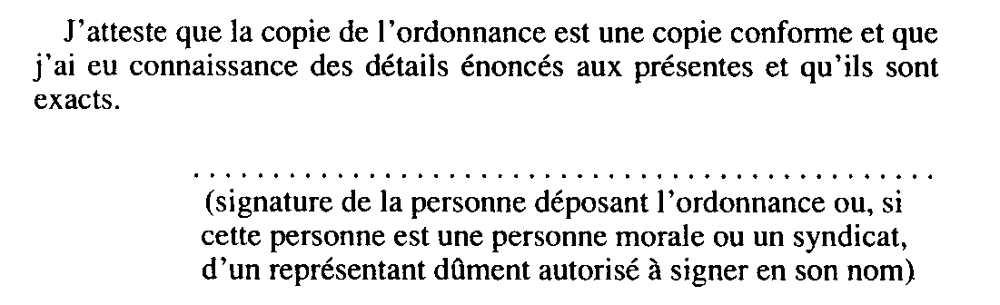 J'atteste que la copie de l'ordonnance est une copie conforme et que
j'ai eu connaissance des détails énoncés aux présentes et qu'ils sont
exacts.
. . . . . . . . . . . . . . . . . . . . . . . . . . . . . . . . . . . . . . . . . . . . . . .
(signature de la personne déposant l'ordonnance ou, si
cette personne est une personne morale ou un syndicat,
d'un représentant dûment autorisé à signer en son nom)